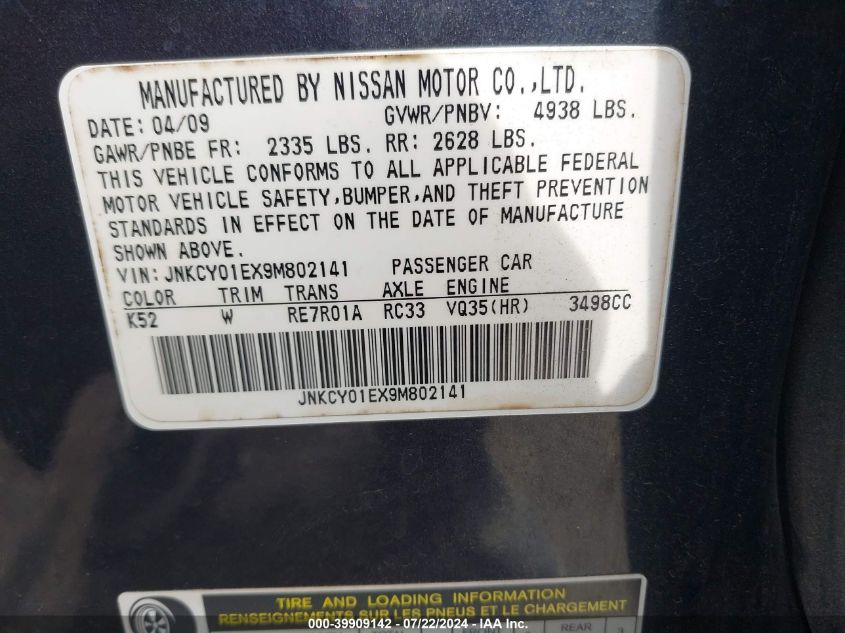 MANUFACTURED BY NISSAN MOTOR CO.,LTD.
DATE: 04/09 GVWR/PNBV: 4938 LBS.
GAWR/PNBE FR: 2335 LBS. RR: 2628 LBS.
THIS VEHICLE CONFORMS TO ALL APPLICABLE FEDERAL
MOTOR VEHICLE SAFETY,BUMPER,AND THEFT PREVENTION
STANDARDS IN EFFECT ON THE DATE OF MANUFACTURE
SHOWN ABOVE.
VIN: JNKCY01EX9M802141 PASSENGER CAR
COLOR TRIM TRANS AXLE ENGINE
K52 W RE7R01A RC33 VQ35(HR) 3498CC
JNKCY01EX9M802141
TIRE AND LOADING INFORMATION
RENSEIGNEMENTS SUR LES PNEUS ET LE CHARGEMENT
REAR
000-39909142 - 07/22/2024 - IAA Inc.